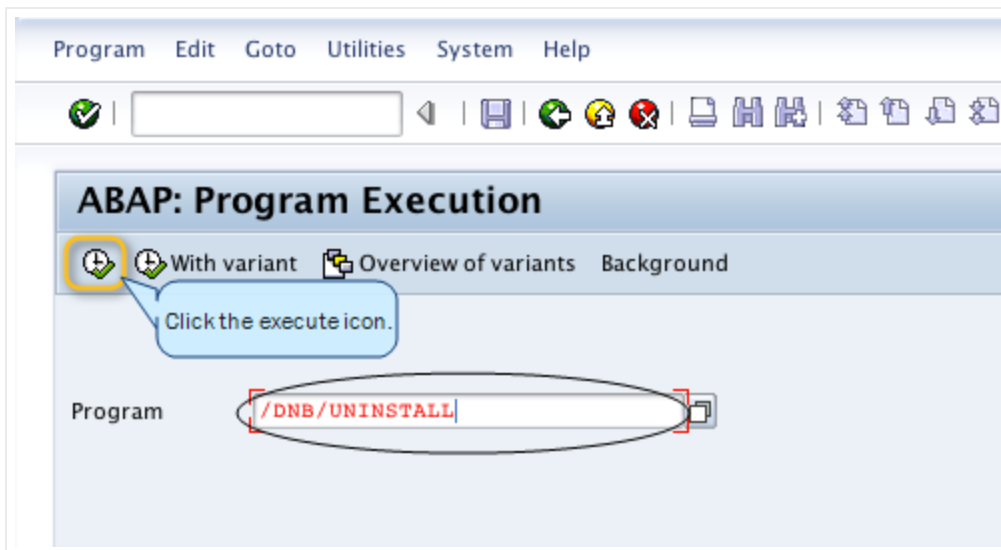 Program Edit Goto Utilities System Help
ABAP: Program Execution
With variant Overview of variants Background
Click the execute icon.
Program /DNB/UNINSTALL